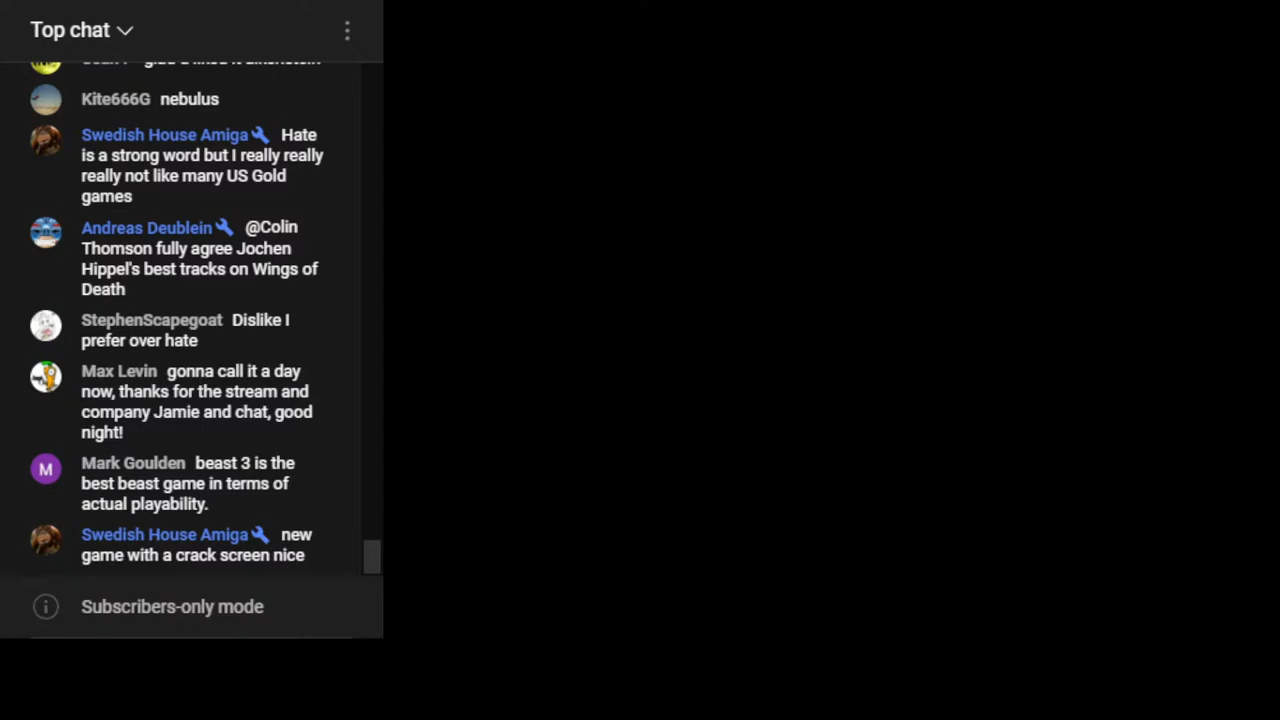 Top chat
Kite666G nebulus
Swedish House Amiga Hate
is a strong word but I really really
really not like many US Gold
games
Andreas Deublein @Colin
Thomson fully agree Jochen
Hippel's best tracks on Wings of
Death
StephenScapegoat Dislike I
prefer over hate
Max Levin gonna call it a day
now, thanks for the stream and
company Jamie and chat, good
night!
M
Mark Goulden beast 3 is the
best beast game in terms of
actual playability.
Swedish House Amiga new
game with a crack screen nice
Subscribers-only mode